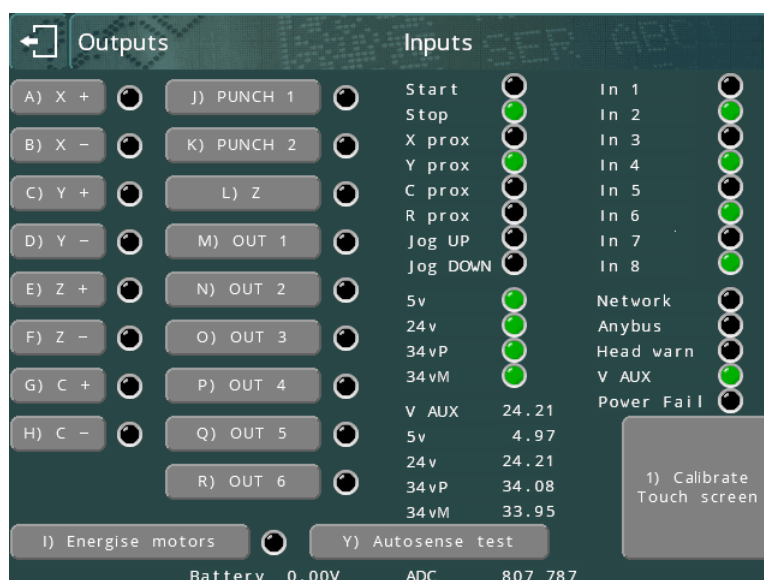 Outputs
Inputs
A) X +
J) PUNCH 1
B) X -
K) PUNCH 2
C) Y +
L) Z
D) Y -
M) OUT 1
E) Z +
N) OUT 2
F) Z -
O) OUT 3
G) C +
P) OUT 4
H) C -
Q) OUT 5
R) OUT 6
I) Energise motors
Y) Autosense test
Start
Stop
X prox
Y prox
C prox
R prox
Jog UP
Jog DOWN
5v
24v
34vP
34vM
V AUX 24.21
5v 4.97
24v 24.21
34vP 34.08
34vM 33.95
In 1
In 2
In 3
In 4
In 5
In 6
In 7
In 8
Network
Anybus
Head warn
V AUX
Power Fail
1) Calibrate
Touch screen
Battery 0.00V
ADC 807 787